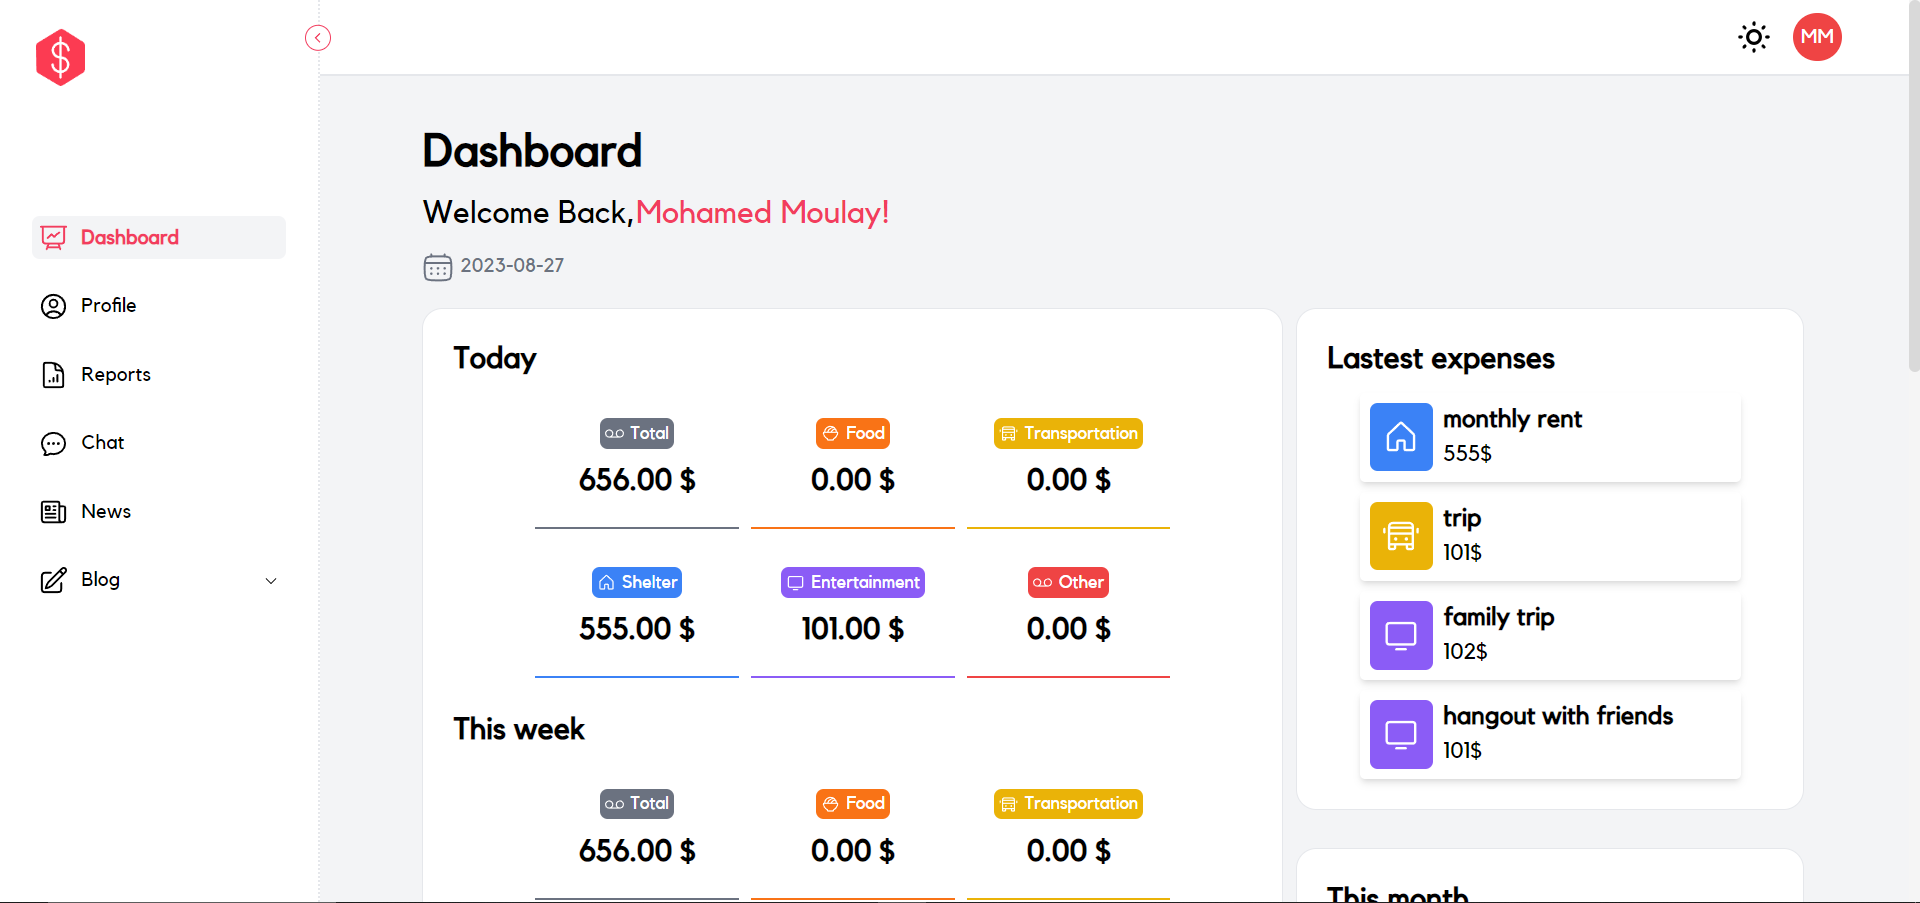 $
MM
Dashboard
Profile
Reports
Chat
News
Blog
Dashboard
Welcome Back,Mohamed Moulay!
2023-08-27
Today
Total
656.00 $
Food
0.00 $
Transportation
0.00 $
Shelter
555.00 $
Entertainment
101.00 $
Other
0.00 $
This week
Total
656.00 $
Food
0.00 $
Transportation
0.00 $
Lastest expenses
monthly rent
555$
trip
101$
family trip
102$
hangout with friends
101$
This month